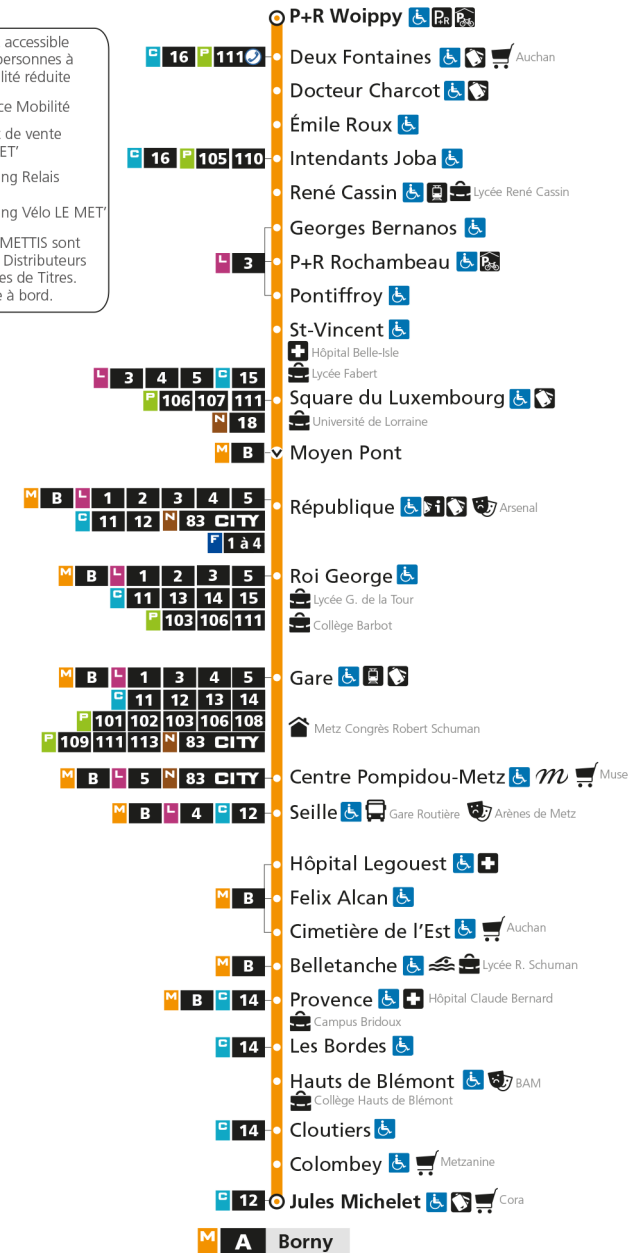 P+R Woippy P+R
accessible
C 16 P 111 Deux Fontaines Auchan
personnes à
lité réduite
Docteur Charcot
ce Mobilité
Émile Roux
t de vente
ET'
C 16 P 105 110 Intendants Joba
ng Relais
René Cassin Lycée René Cassin
ng Vélo LE MET'
Georges Bernanos
METTIS sont
Distributeurs
es de Titres.
e à bord.
L 3 P+R Rochambeau
Pontiffroy
St-Vincent
Hôpital Belle-Isle
Lycée Fabert
L 3 4 5 C 15
P 106 107 111 Square du Luxembourg
N 18 Université de Lorraine
M B Moyen Pont
M B L 1 2 3 4 5
République Arsenal
C 11 12 N 83 CITY
F 1 à 4
M B L 1 2 3 5 Roi George
C 11 13 14 15 Lycée G. de la Tour
P 103 106 111 Collège Barbot
M B L 1 3 4 5 Gare
C 11 12 13 14
P 101 102 103 106 108
Metz Congrès Robert Schuman
P 109 111 113 N 83 CITY
M B L 5 N 83 CITY Centre Pompidou-Metz m Muse
M B L 4 C 12 Seille Gare Routière Arènes de Metz
Hôpital Legouest
M B Felix Alcan
Cimetière de l'Est Auchan
M B Belletanche Lycée R. Schuman
M B C 14 Provence Hôpital Claude Bernard
Campus Bridoux
C 14 Les Bordes
Hauts de Blémont BAM
Collège Hauts de Blémont
C 14 Cloutiers
Colombey Metzanine
C 12 Jules Michelet Cora
M A Borny